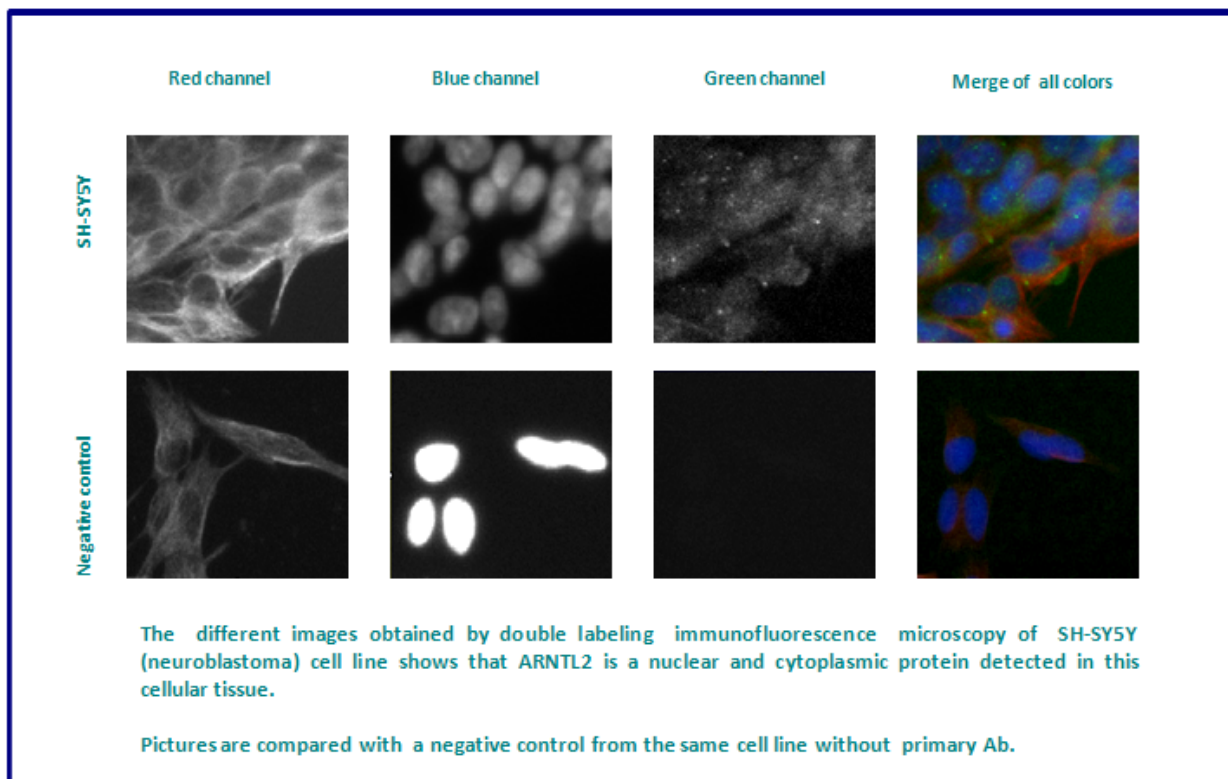 Red channel Blue channel Green channel Merge of all colors
SH-SY5Y
Negative control
The different images obtained by double labeling immunofluorescence microscopy of SH-SY5Y
(neuroblastoma) cell line shows that ARNTL2 is a nuclear and cytoplasmic protein detected in this
cellular tissue.
Pictures are compared with a negative control from the same cell line without primary Ab.